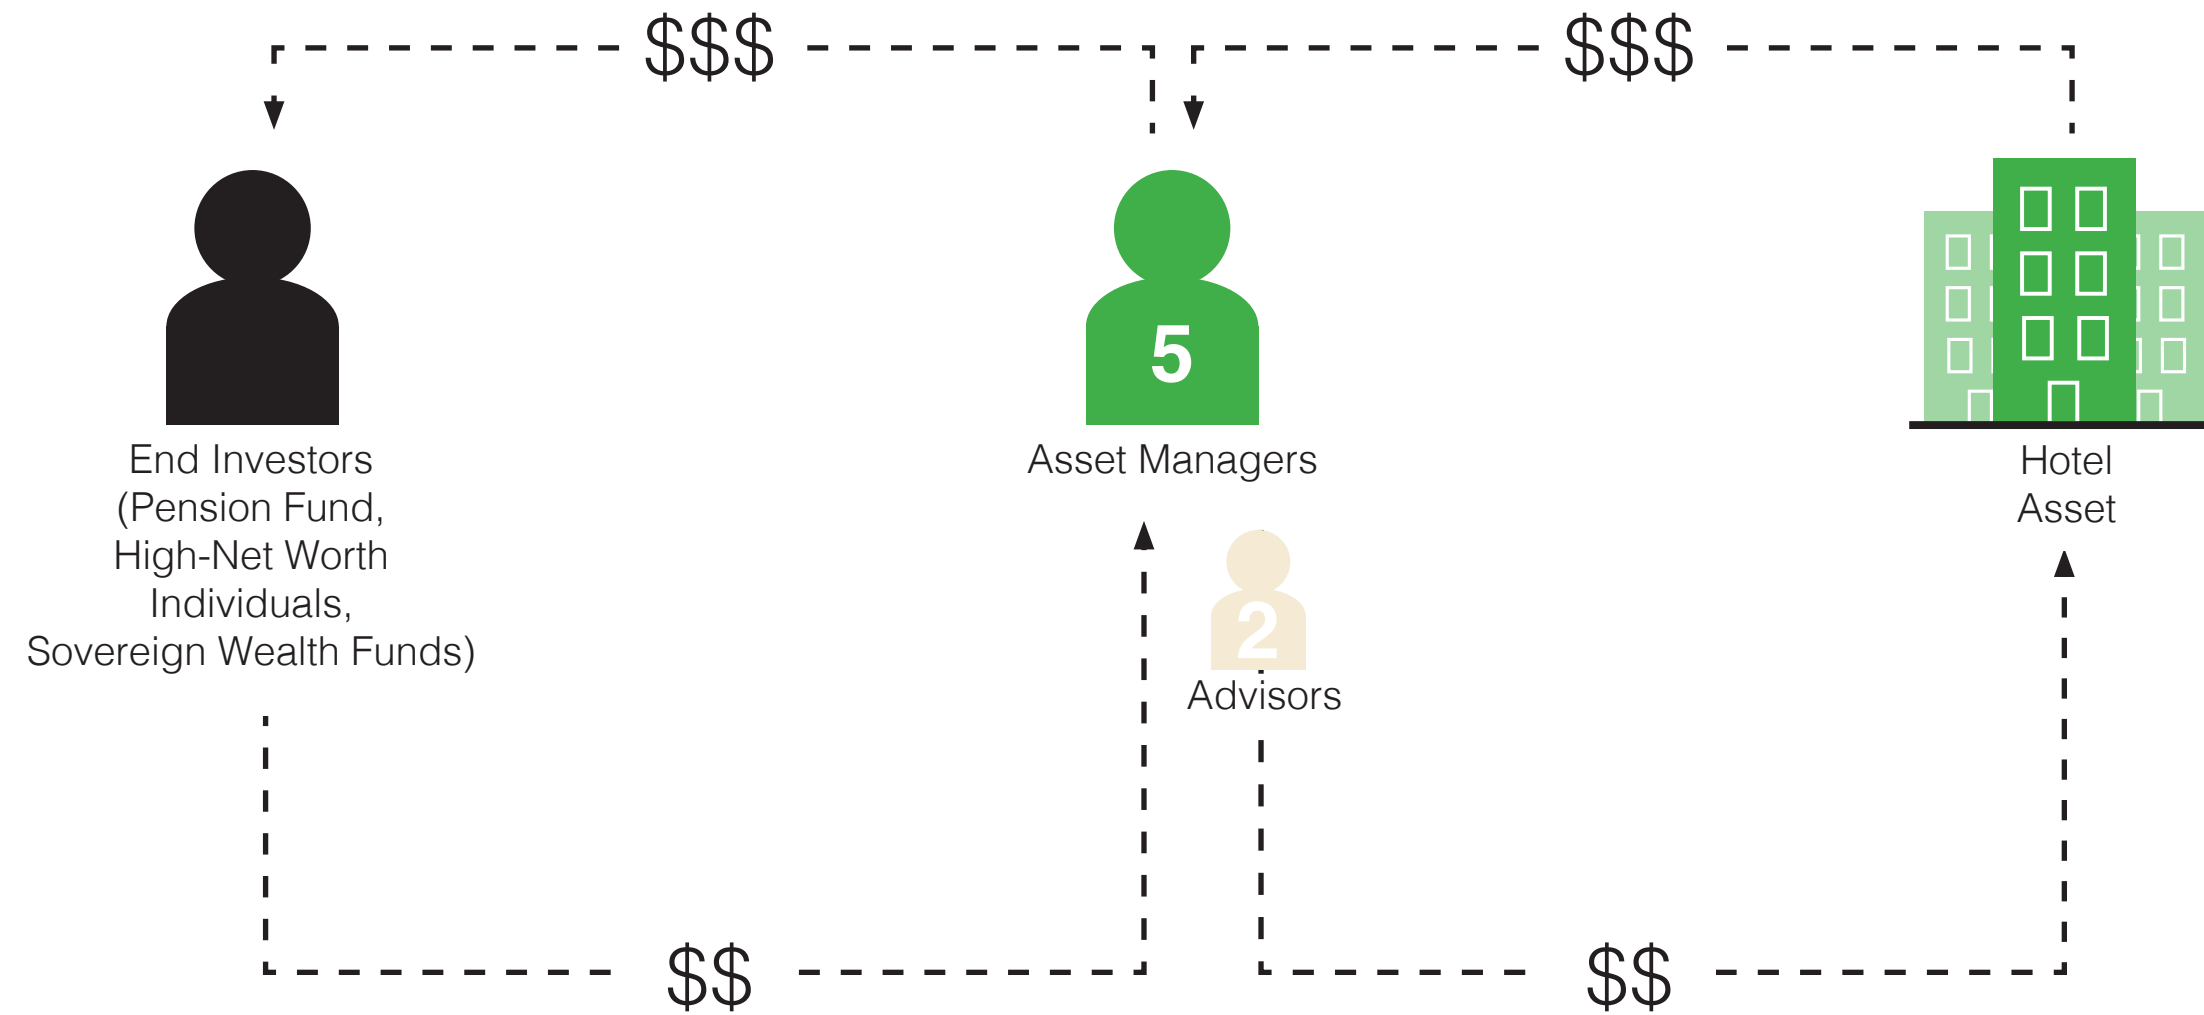 $$$
$$$
5
End Investors
(Pension Fund,
High-Net Worth
Individuals,
Sovereign Wealth Funds)
Asset Managers
Hotel
Asset
2
Advisors
$$
$$